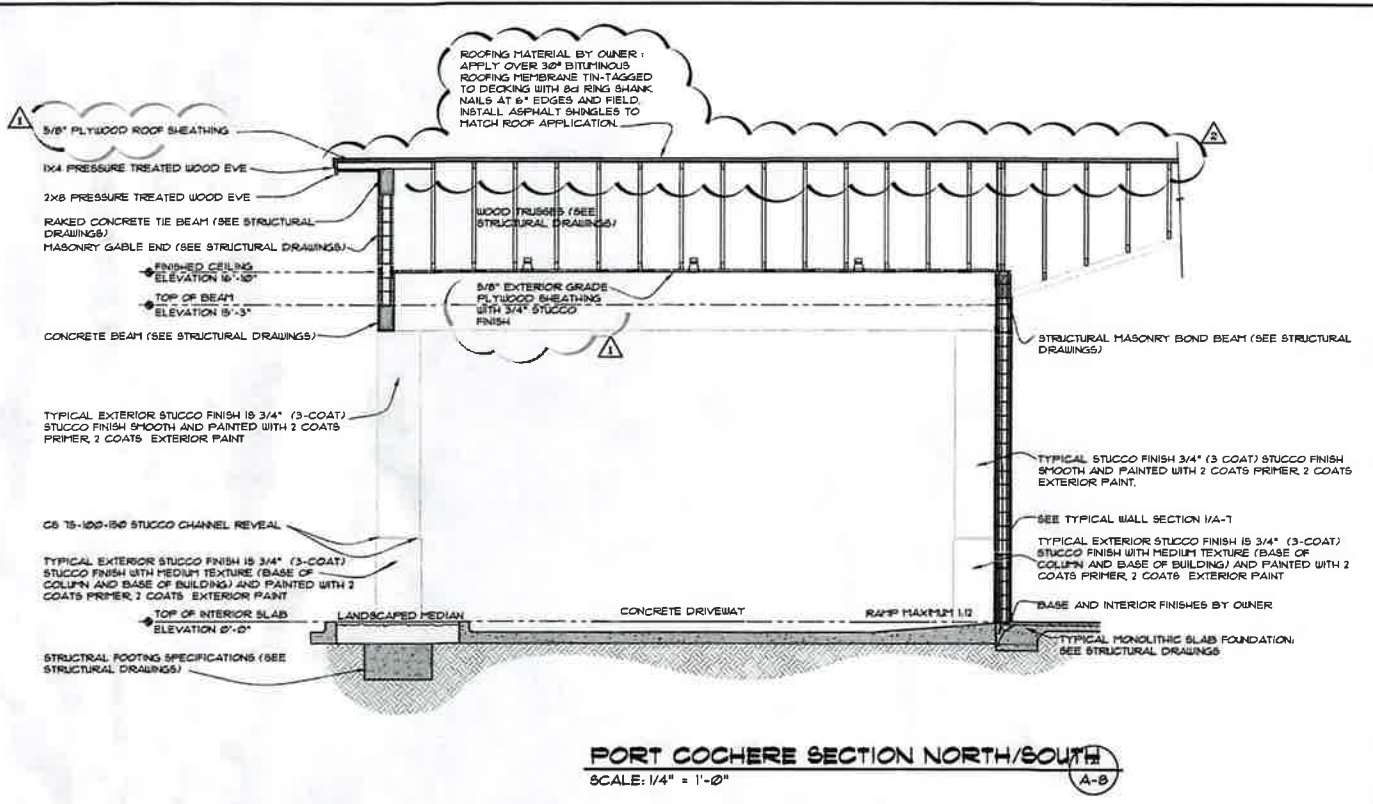 ROOFING MATERIAL BY OWNER :
APPLY OVER 30# BITUMINOUS
ROOFING MEMBRANE TIN-TAGGED
TO DECKING WITH 8d RING SHANK
NAILS AT 6" EDGES AND FIELD.
INSTALL ASPHALT SHINGLES TO
MATCH ROOF APPLICATION.
1
5/8" PLYWOOD ROOF SHEATHING
2
1X4 PRESSURE TREATED WOOD EVE
2X8 PRESSURE TREATED WOOD EVE
RAKED CONCRETE TIE BEAM (SEE STRUCTURAL
DRAWINGS)
MASONRY GABLE END (SEE STRUCTURAL DRAWINGS)
WOOD TRUSSES (SEE
STRUCTURAL DRAWINGS)
FINISHED CEILING
ELEVATION 16'-10"
TOP OF BEAM
ELEVATION 15'-3"
CONCRETE BEAM (SEE STRUCTURAL DRAWINGS)
5/8" EXTERIOR GRADE
PLYWOOD SHEATHING
WITH 3/4" STUCCO
FINISH
1
STRUCTURAL MASONRY BOND BEAM (SEE STRUCTURAL
DRAWINGS)
TYPICAL EXTERIOR STUCCO FINISH IS 3/4" (3-COAT)
STUCCO FINISH SMOOTH AND PAINTED WITH 2 COATS
PRIMER, 2 COATS EXTERIOR PAINT
TYPICAL STUCCO FINISH 3/4" (3 COAT) STUCCO FINISH
SMOOTH AND PAINTED WITH 2 COATS PRIMER, 2 COATS
EXTERIOR PAINT.
CS 75-100-150 STUCCO CHANNEL REVEAL
SEE TYPICAL WALL SECTION 1/A-7
TYPICAL EXTERIOR STUCCO FINISH IS 3/4" (3-COAT)
STUCCO FINISH WITH MEDIUM TEXTURE (BASE OF
COLUMN AND BASE OF BUILDING) AND PAINTED WITH 2
COATS PRIMER, 2 COATS EXTERIOR PAINT
TYPICAL EXTERIOR STUCCO FINISH IS 3/4" (3-COAT)
STUCCO FINISH WITH MEDIUM TEXTURE (BASE OF
COLUMN AND BASE OF BUILDING) AND PAINTED WITH 2
COATS PRIMER, 2 COATS EXTERIOR PAINT
TOP OF INTERIOR SLAB
ELEVATION 0'-0"
LANDSCAPED MEDIAN
CONCRETE DRIVEWAY
RAMP MAXIMUM 1:12
BASE AND INTERIOR FINISHES BY OWNER
STRUCTRAL FOOTING SPECIFICATIONS (SEE
STRUCTURAL DRAWINGS)
TYPICAL MONOLITHIC SLAB FOUNDATION;
SEE STRUCTURAL DRAWINGS
PORT COCHERE SECTION NORTH/SOUTH
SCALE: 1/4" = 1'-0"
A-8